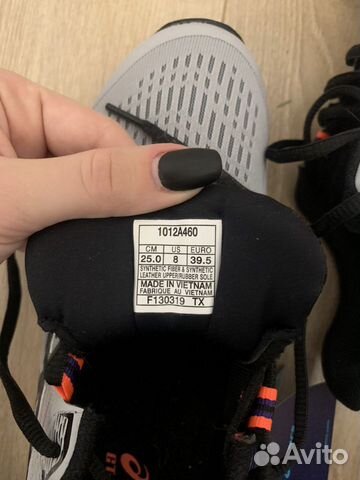 1012A460
CM US EURO
25.0 8 39.5
SYNTHETIC FIBER & SYNTHETIC
LEATHER UPPER/RUBBER SOLE
MADE IN VIETNAM
FABRIQUE AU VIETNAM
F130319 TX
GT
Avito